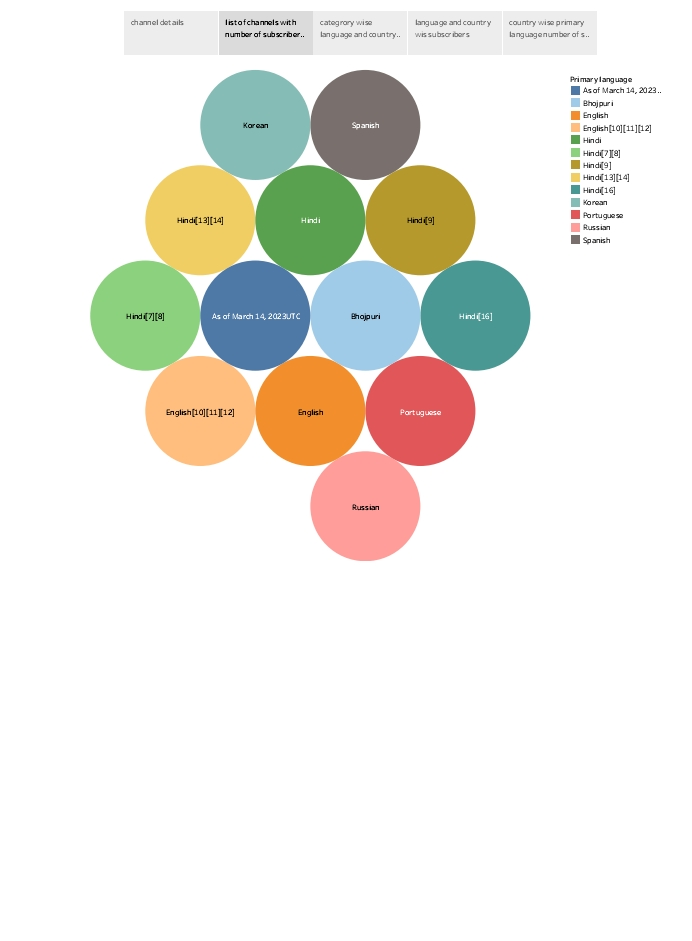 channel details
list of channels with
number of subscriber..
categrory wise
language and country..
language and country
wis subscribers
country wise primary
language number of s..
Primary language
As of March 14, 2023..
Bhojpuri
English
English[10][11][12]
Hindi
Hindi[7][8]
Hindi[9]
Hindi[13][14]
Hindi[16]
Korean
Portuguese
Russian
Spanish
Korean
Spanish
Hindi[13][14]
Hindi
Hindi[9]
Hindi[7][8]
As of March 14, 2023UTC
Bhojpuri
Hindi[16]
English[10][11][12]
English
Portuguese
Russian